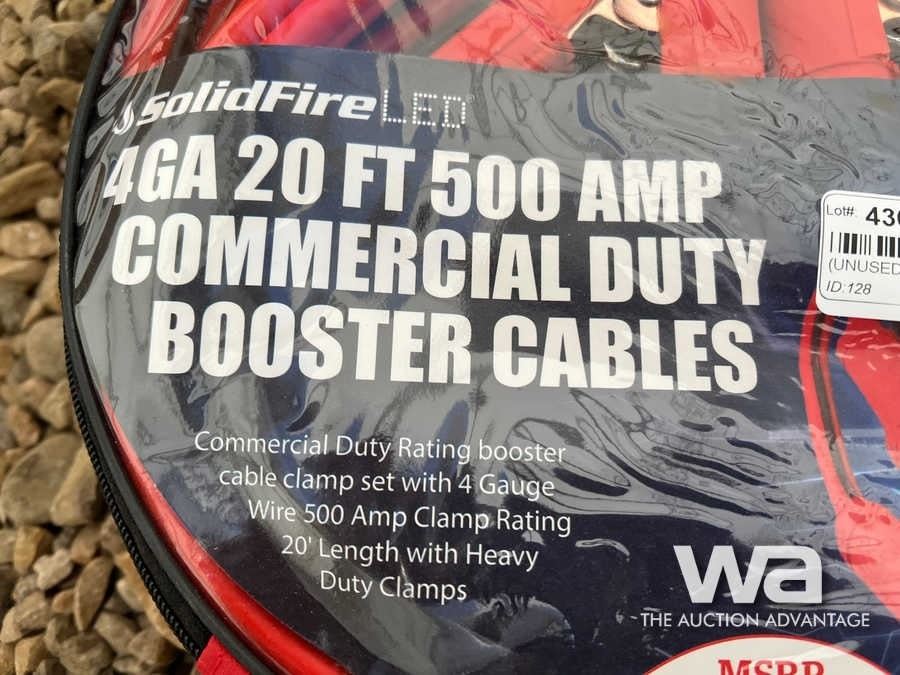 SolidFire LED
4GA 20 FT 500 AMP
COMMERCIAL DUTY
BOOSTER CABLES
Commercial Duty Rating booster
cable clamp set with 4 Gauge
Wire 500 Amp Clamp Rating
20' Length with Heavy
Duty Clamps
Lot#:
(UNUSED
ID:128
wa
THE AUCTION ADVANTAGE
MSRP